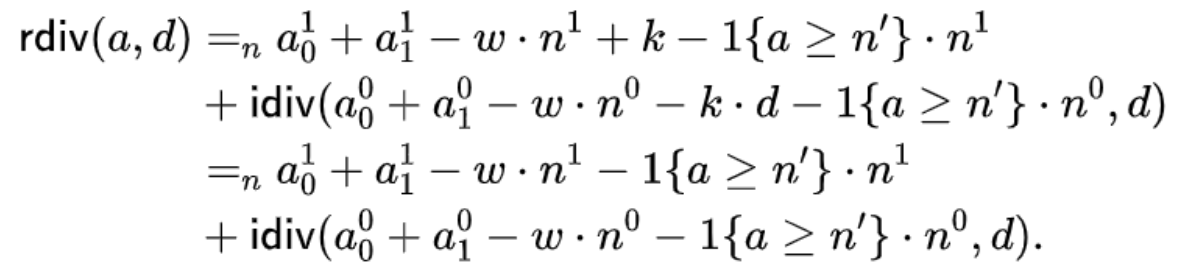 rdiv(a, d) =ₙ a₀¹ + a₁¹ − w · n¹ + k − 1{a ≥ n′} · n¹
+ idiv(a₀⁰ + a₁⁰ − w · n⁰ − k · d − 1{a ≥ n′} · n⁰, d)
=ₙ a₀¹ + a₁¹ − w · n¹ − 1{a ≥ n′} · n¹
+ idiv(a₀⁰ + a₁⁰ − w · n⁰ − 1{a ≥ n′} · n⁰, d).